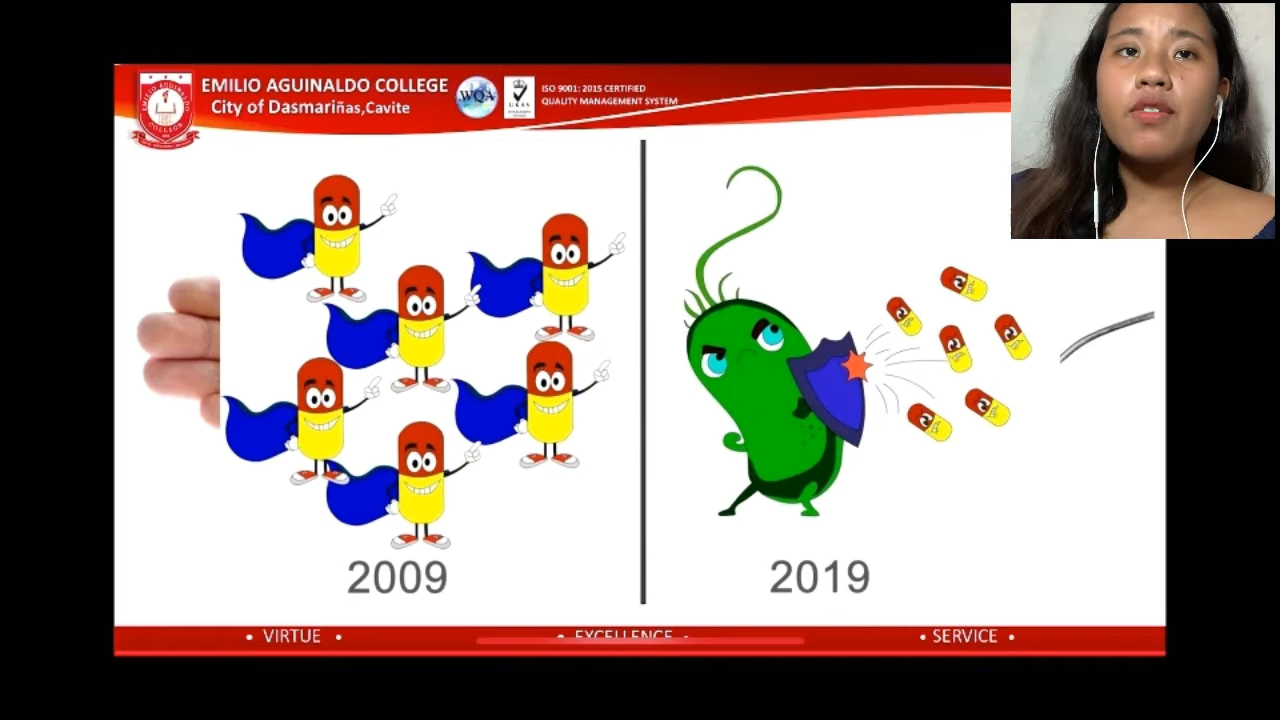 EMILIO AGUINALDO COLLEGE
City of Dasmariñas,Cavite
WQA
UKAS
ISO 9001: 2015 CERTIFIED
QUALITY MANAGEMENT SYSTEM
2009
2019
• VIRTUE •
• EXCELLENCE •
• SERVICE •